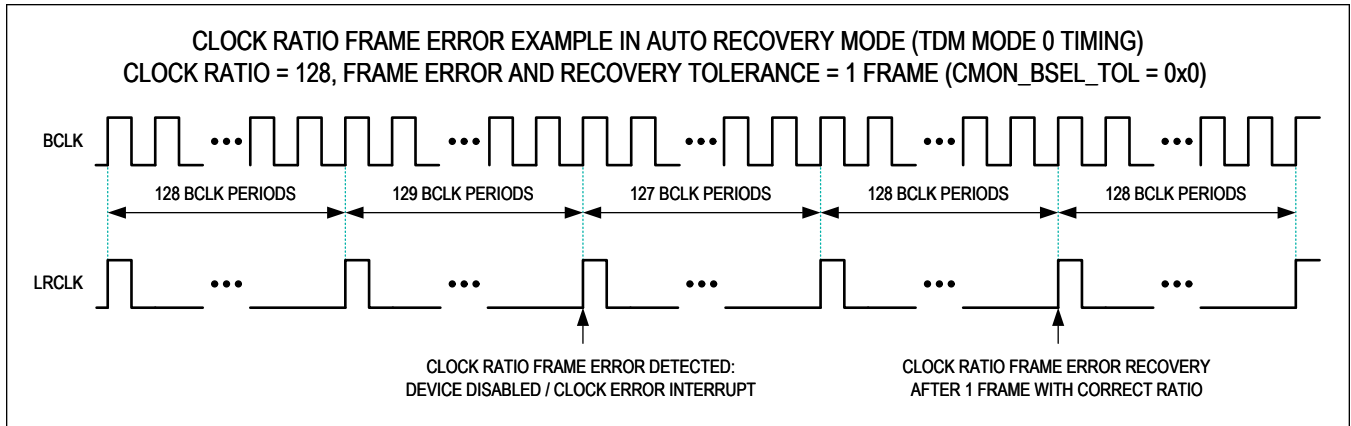 CLOCK RATIO FRAME ERROR EXAMPLE IN AUTO RECOVERY MODE (TDM MODE 0 TIMING)
CLOCK RATIO = 128, FRAME ERROR AND RECOVERY TOLERANCE = 1 FRAME (CMON_BSEL_TOL = 0x0)
BCLK
128 BCLK PERIODS
129 BCLK PERIODS
127 BCLK PERIODS
128 BCLK PERIODS
128 BCLK PERIODS
LRCLK
CLOCK RATIO FRAME ERROR DETECTED:
DEVICE DISABLED / CLOCK ERROR INTERRUPT
CLOCK RATIO FRAME ERROR RECOVERY
AFTER 1 FRAME WITH CORRECT RATIO